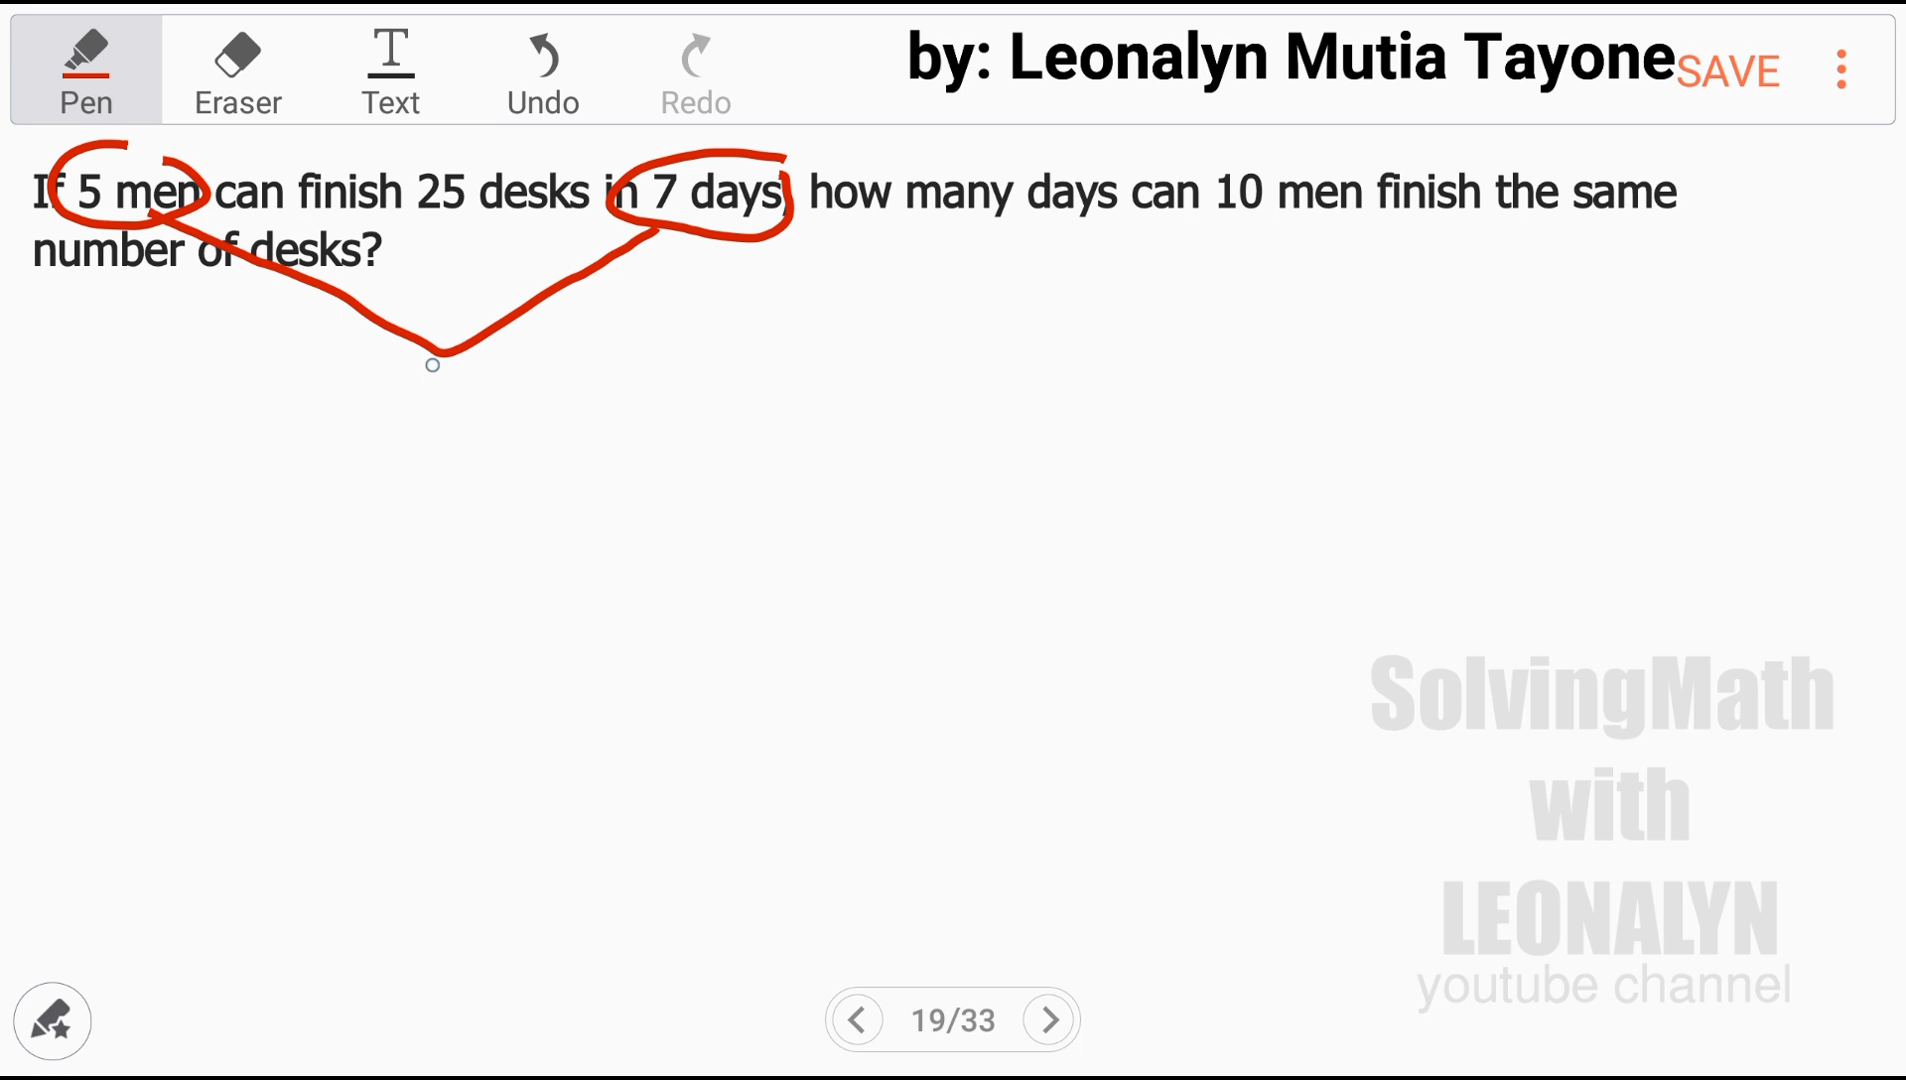 by: Leonalyn Mutia Tayone
SAVE
Pen
Eraser
Text
Undo
Redo
If 5 men can finish 25 desks in 7 days, how many days can 10 men finish the same
number of desks?
SolvingMath
with
LEONALYN
youtube channel
19/33